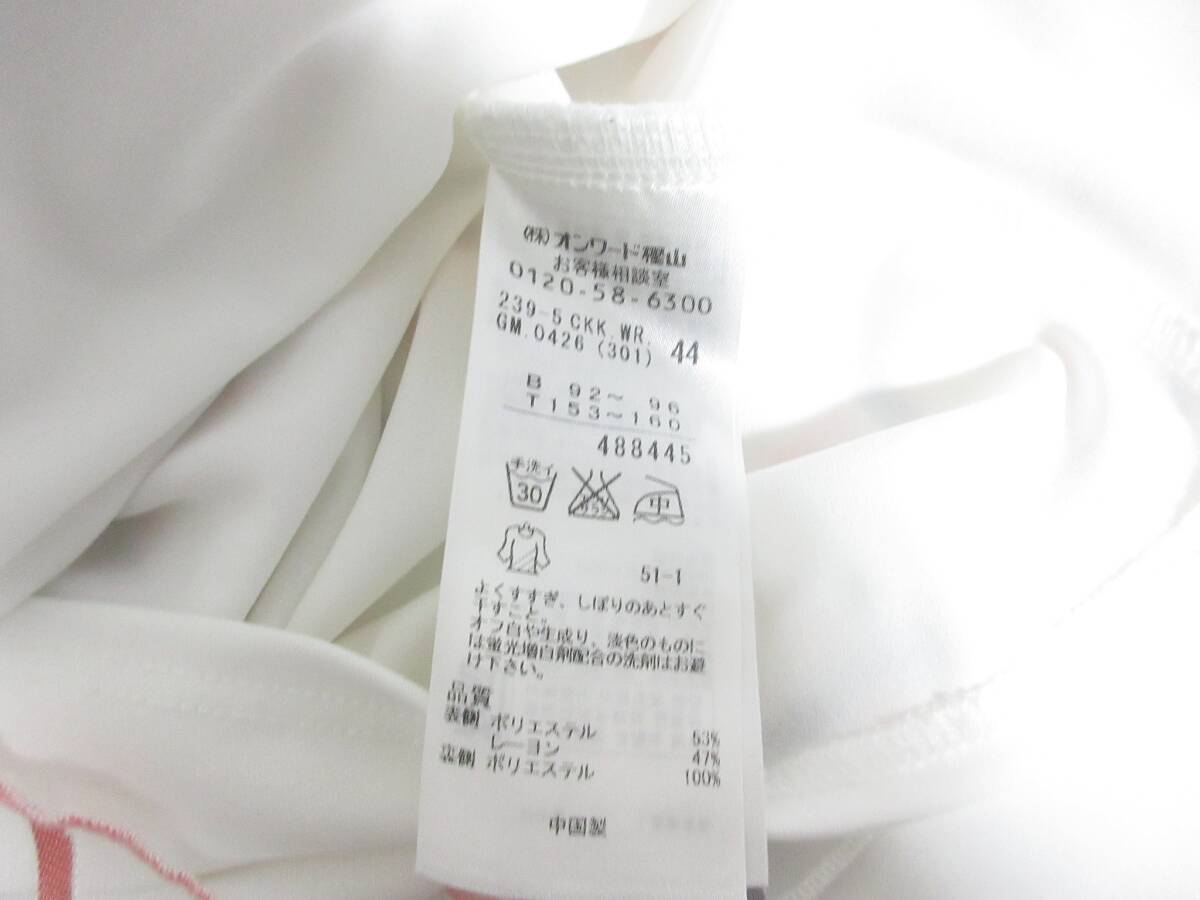 (株)オンワード樫山
お客様相談室
0120-58-6300
239-5 CKK.WR.
GM.0426 (301) 44
B 92～ 96
T 153～160
488445
手洗イ
30
中
51-1
よくすすぎ、しぼりのあとすぐ
干すこと。
オフ白や生成り、淡色のものに
は蛍光増白剤配合の洗剤はお避
け下さい。
品質
表側 ポリエステル 53%
レーヨン 47%
裏側 ポリエステル 100%
中国製